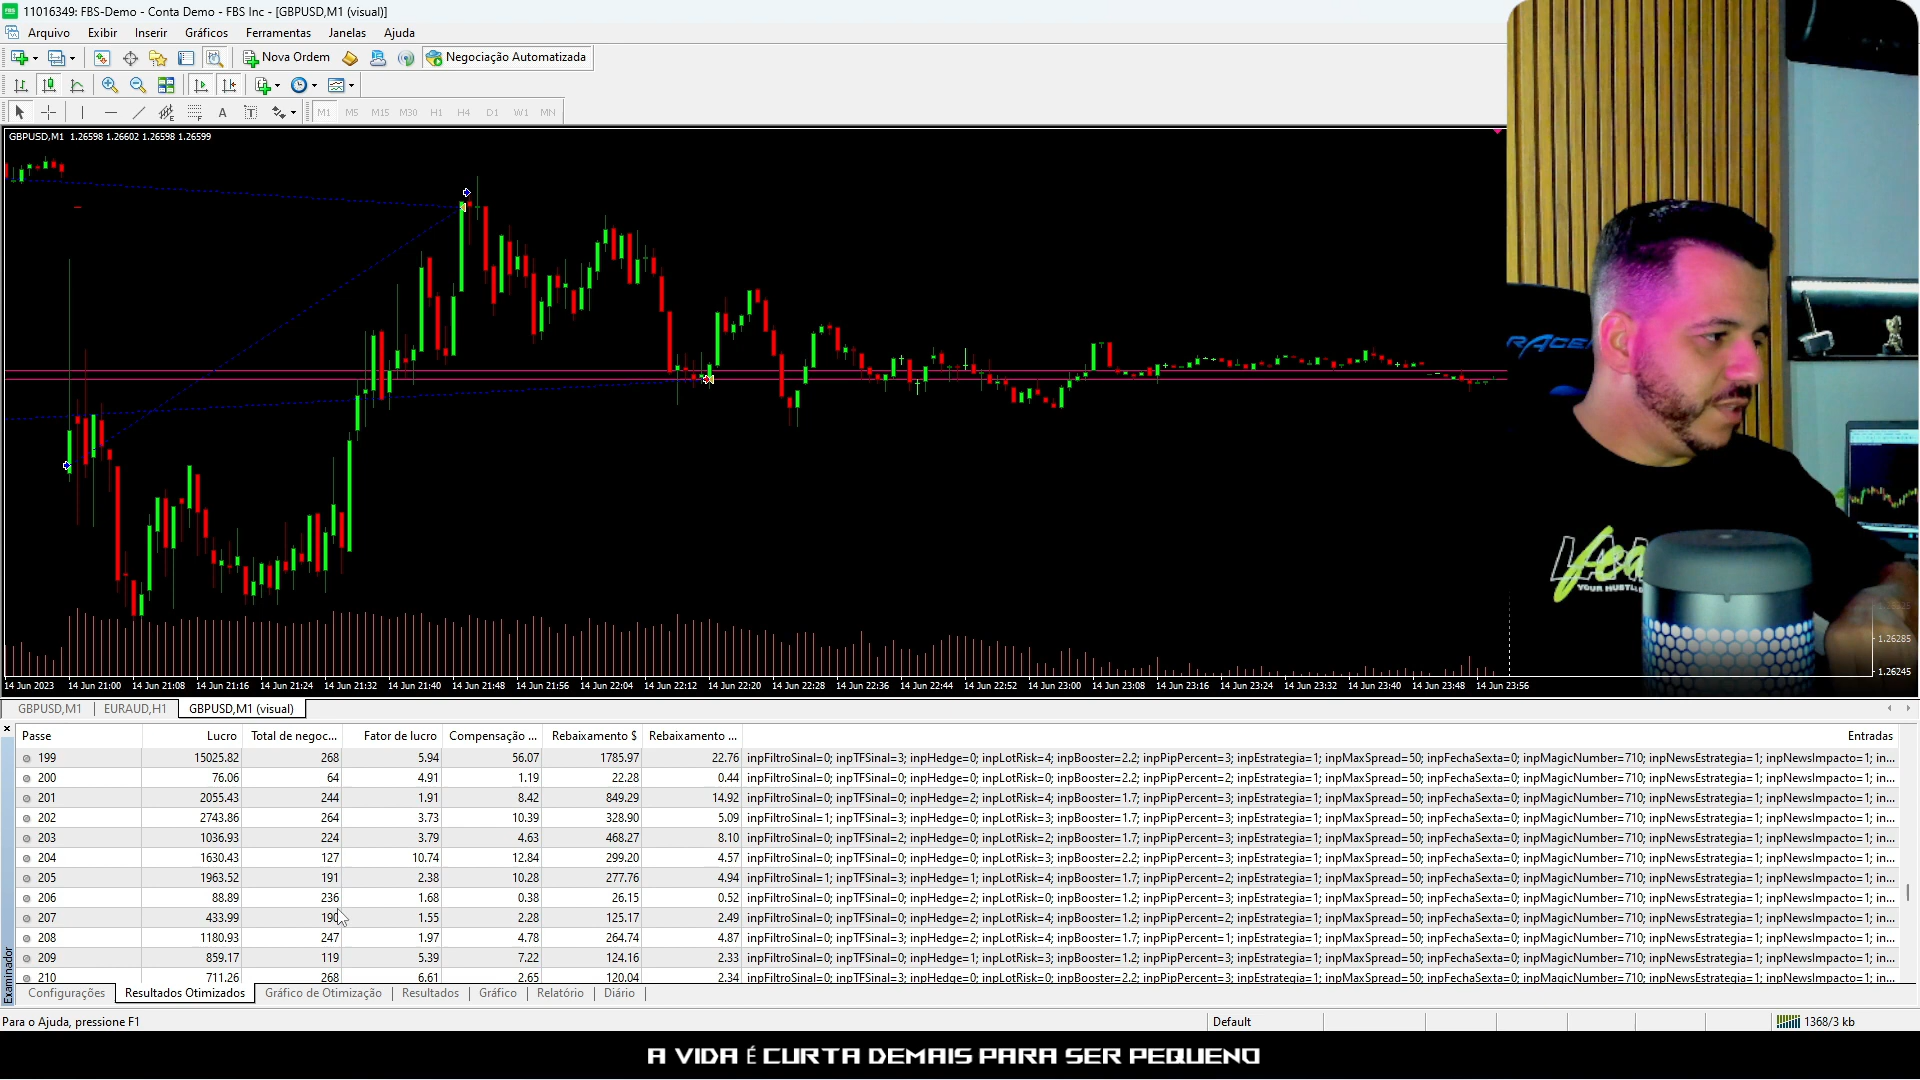 11016349: FBS-Demo - Conta Demo - FBS Inc - [GBPUSD,M1 (visual)]
Arquivo Exibir Inserir Gráficos Ferramentas Janelas Ajuda
Nova Ordem Negociação Automatizada
A T M1 M5 M15 M30 H1 H4 D1 W1 MN
GBPUSD,M1 1.26598 1.26602 1.26598 1.26599
YOUR HUSTLE
1.26285
1.26245
14 Jun 2023 14 Jun 21:00 14 Jun 21:08 14 Jun 21:16 14 Jun 21:24 14 Jun 21:32 14 Jun 21:40 14 Jun 21:48 14 Jun 21:56 14 Jun 22:04 14 Jun 22:12 14 Jun 22:20 14 Jun 22:28 14 Jun 22:36 14 Jun 22:44 14 Jun 22:52 14 Jun 23:00 14 Jun 23:08 14 Jun 23:16 14 Jun 23:24 14 Jun 23:32 14 Jun 23:40 14 Jun 23:48 14 Jun 23:56
GBPUSD,M1 EURAUD,H1 GBPUSD,M1 (visual)
Passe Lucro Total de negoc... Fator de lucro Compensação ... Rebaixamento $ Rebaixamento ... Entradas
199 15025.82 268 5.94 56.07 1785.97 22.76 inpFiltroSinal=0; inpTFSinal=3; inpHedge=0; inpLotRisk=4; inpBooster=2.2; inpPipPercent=3; inpEstrategia=1; inpMaxSpread=50; inpFechaSexta=0; inpMagicNumber=710; inpNewsEstrategia=1; inpNewsImpacto=1; in...
200 76.06 64 4.91 1.19 22.28 0.44 inpFiltroSinal=0; inpTFSinal=0; inpHedge=0; inpLotRisk=0; inpBooster=2.2; inpPipPercent=2; inpEstrategia=1; inpMaxSpread=50; inpFechaSexta=0; inpMagicNumber=710; inpNewsEstrategia=1; inpNewsImpacto=1; in...
201 2055.43 244 1.91 8.42 849.29 14.92 inpFiltroSinal=0; inpTFSinal=0; inpHedge=2; inpLotRisk=4; inpBooster=1.7; inpPipPercent=3; inpEstrategia=1; inpMaxSpread=50; inpFechaSexta=0; inpMagicNumber=710; inpNewsEstrategia=1; inpNewsImpacto=1; in...
202 2743.86 264 3.73 10.39 328.90 5.09 inpFiltroSinal=1; inpTFSinal=3; inpHedge=0; inpLotRisk=3; inpBooster=1.7; inpPipPercent=3; inpEstrategia=1; inpMaxSpread=50; inpFechaSexta=0; inpMagicNumber=710; inpNewsEstrategia=1; inpNewsImpacto=1; in...
203 1036.93 224 3.79 4.63 468.27 8.10 inpFiltroSinal=0; inpTFSinal=2; inpHedge=0; inpLotRisk=2; inpBooster=1.7; inpPipPercent=3; inpEstrategia=1; inpMaxSpread=50; inpFechaSexta=0; inpMagicNumber=710; inpNewsEstrategia=1; inpNewsImpacto=1; in...
204 1630.43 127 10.74 12.84 299.20 4.57 inpFiltroSinal=0; inpTFSinal=0; inpHedge=0; inpLotRisk=3; inpBooster=2.2; inpPipPercent=3; inpEstrategia=1; inpMaxSpread=50; inpFechaSexta=0; inpMagicNumber=710; inpNewsEstrategia=1; inpNewsImpacto=1; in...
205 1963.52 191 2.38 10.28 277.76 4.94 inpFiltroSinal=1; inpTFSinal=3; inpHedge=1; inpLotRisk=4; inpBooster=1.7; inpPipPercent=2; inpEstrategia=1; inpMaxSpread=50; inpFechaSexta=0; inpMagicNumber=710; inpNewsEstrategia=1; inpNewsImpacto=1; in...
206 88.89 236 1.68 0.38 26.15 0.52 inpFiltroSinal=0; inpTFSinal=3; inpHedge=2; inpLotRisk=0; inpBooster=1.2; inpPipPercent=1; inpEstrategia=1; inpMaxSpread=50; inpFechaSexta=0; inpMagicNumber=710; inpNewsEstrategia=1; inpNewsImpacto=1; in...
207 433.99 190 1.55 2.28 125.17 2.49 inpFiltroSinal=0; inpTFSinal=0; inpHedge=2; inpLotRisk=4; inpBooster=1.2; inpPipPercent=2; inpEstrategia=1; inpMaxSpread=50; inpFechaSexta=0; inpMagicNumber=710; inpNewsEstrategia=1; inpNewsImpacto=1; in...
208 1180.93 247 1.97 4.78 264.74 4.87 inpFiltroSinal=0; inpTFSinal=3; inpHedge=2; inpLotRisk=4; inpBooster=1.7; inpPipPercent=1; inpEstrategia=1; inpMaxSpread=50; inpFechaSexta=0; inpMagicNumber=710; inpNewsEstrategia=1; inpNewsImpacto=1; in...
209 859.17 119 5.39 7.22 124.16 2.33 inpFiltroSinal=0; inpTFSinal=0; inpHedge=1; inpLotRisk=3; inpBooster=1.2; inpPipPercent=3; inpEstrategia=1; inpMaxSpread=50; inpFechaSexta=0; inpMagicNumber=710; inpNewsEstrategia=1; inpNewsImpacto=1; in...
210 711.26 268 6.61 2.65 120.04 2.34 inpFiltroSinal=0; inpTFSinal=3; inpHedge=0; inpLotRisk=0; inpBooster=2.2; inpPipPercent=3; inpEstrategia=1; inpMaxSpread=50; inpFechaSexta=0; inpMagicNumber=710; inpNewsEstrategia=1; inpNewsImpacto=1; in...
Examinador
Configurações Resultados Otimizados Gráfico de Otimização Resultados Gráfico Relatório Diário
Para o Ajuda, pressione F1 Default 1368/3 kb
A VIDA É CURTA DEMAIS PARA SER PEQUENO